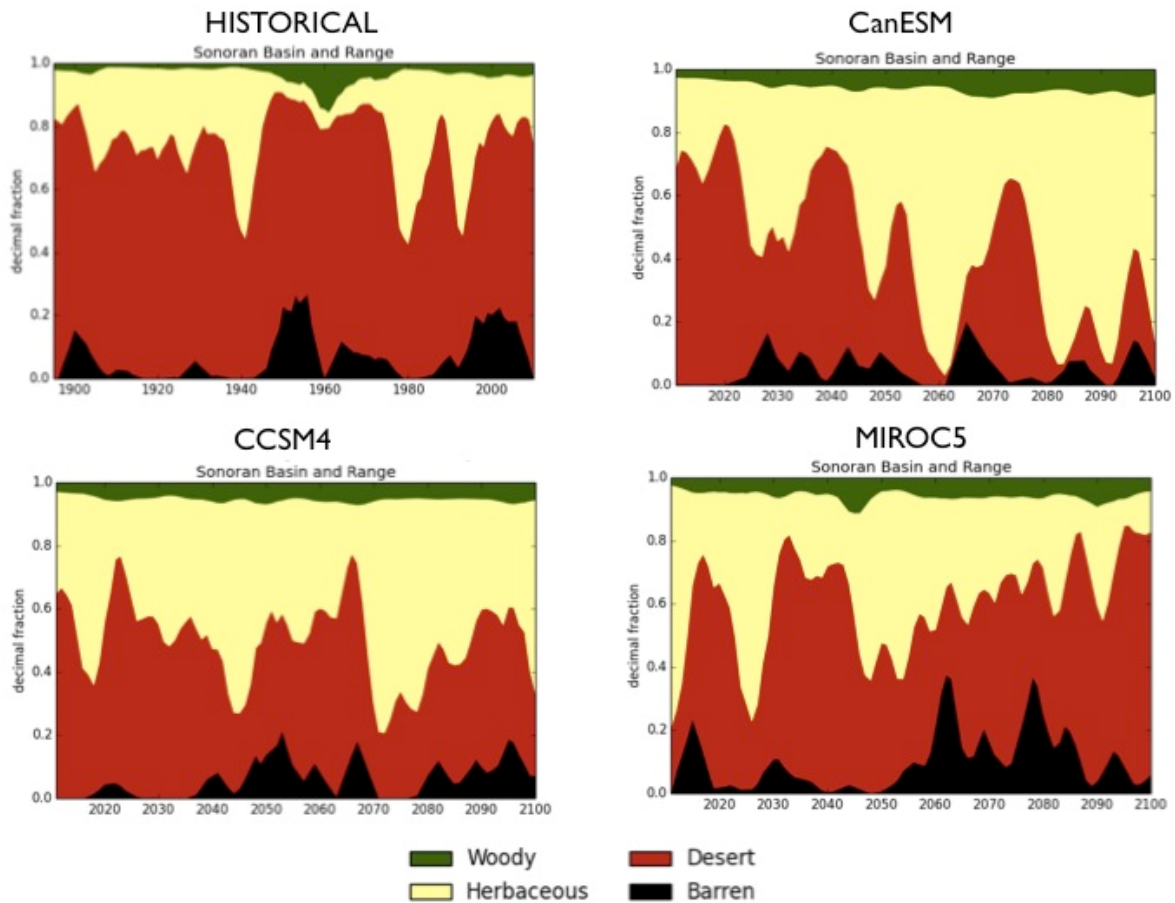 HISTORICAL
Sonoran Basin and Range
decimal fraction
1.0
0.8
0.6
0.4
0.2
0.0
1900 1920 1940 1960 1980 2000
CanESM
Sonoran Basin and Range
decimal fraction
1.0
0.8
0.6
0.4
0.2
0.0
2020 2030 2040 2050 2060 2070 2080 2090 2100
CCSM4
Sonoran Basin and Range
decimal fraction
1.0
0.8
0.6
0.4
0.2
0.0
2020 2030 2040 2050 2060 2070 2080 2090 2100
MIROC5
Sonoran Basin and Range
decimal fraction
1.0
0.8
0.6
0.4
0.2
0.0
2020 2030 2040 2050 2060 2070 2080 2090 2100
Woody Desert
Herbaceous Barren